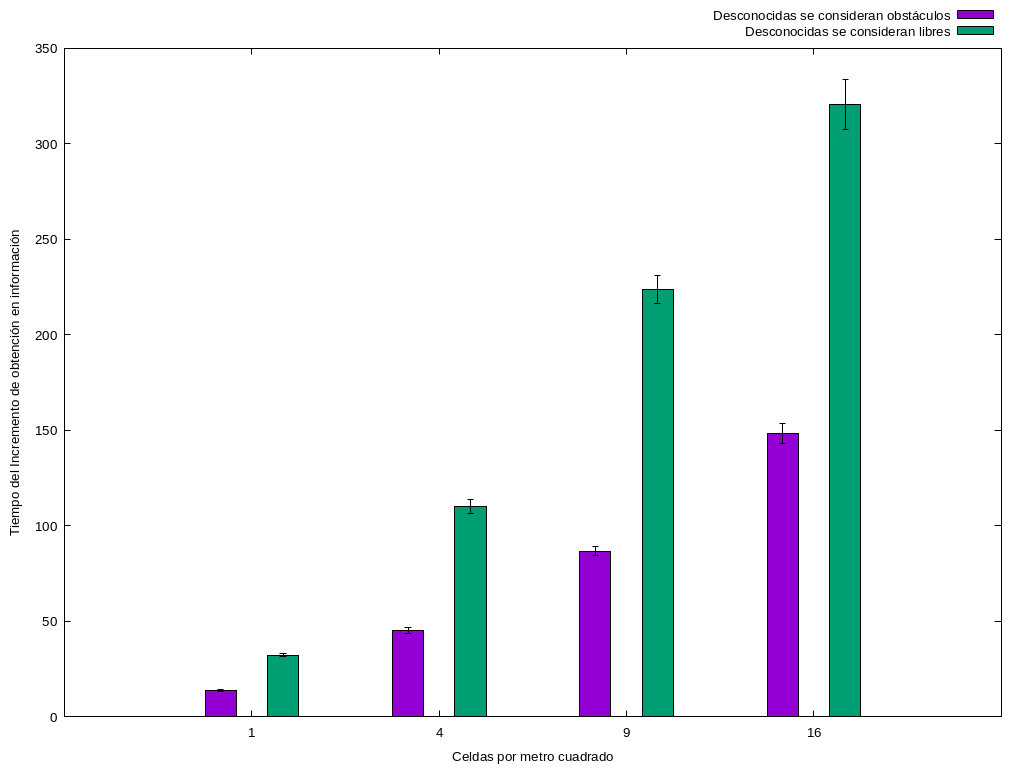 Desconocidas se consideran obstáculos
Desconocidas se consideran libres
350
300
250
200
150
100
50
0
Tiempo del Incremento de obtención en información
1 4 9 16
Celdas por metro cuadrado